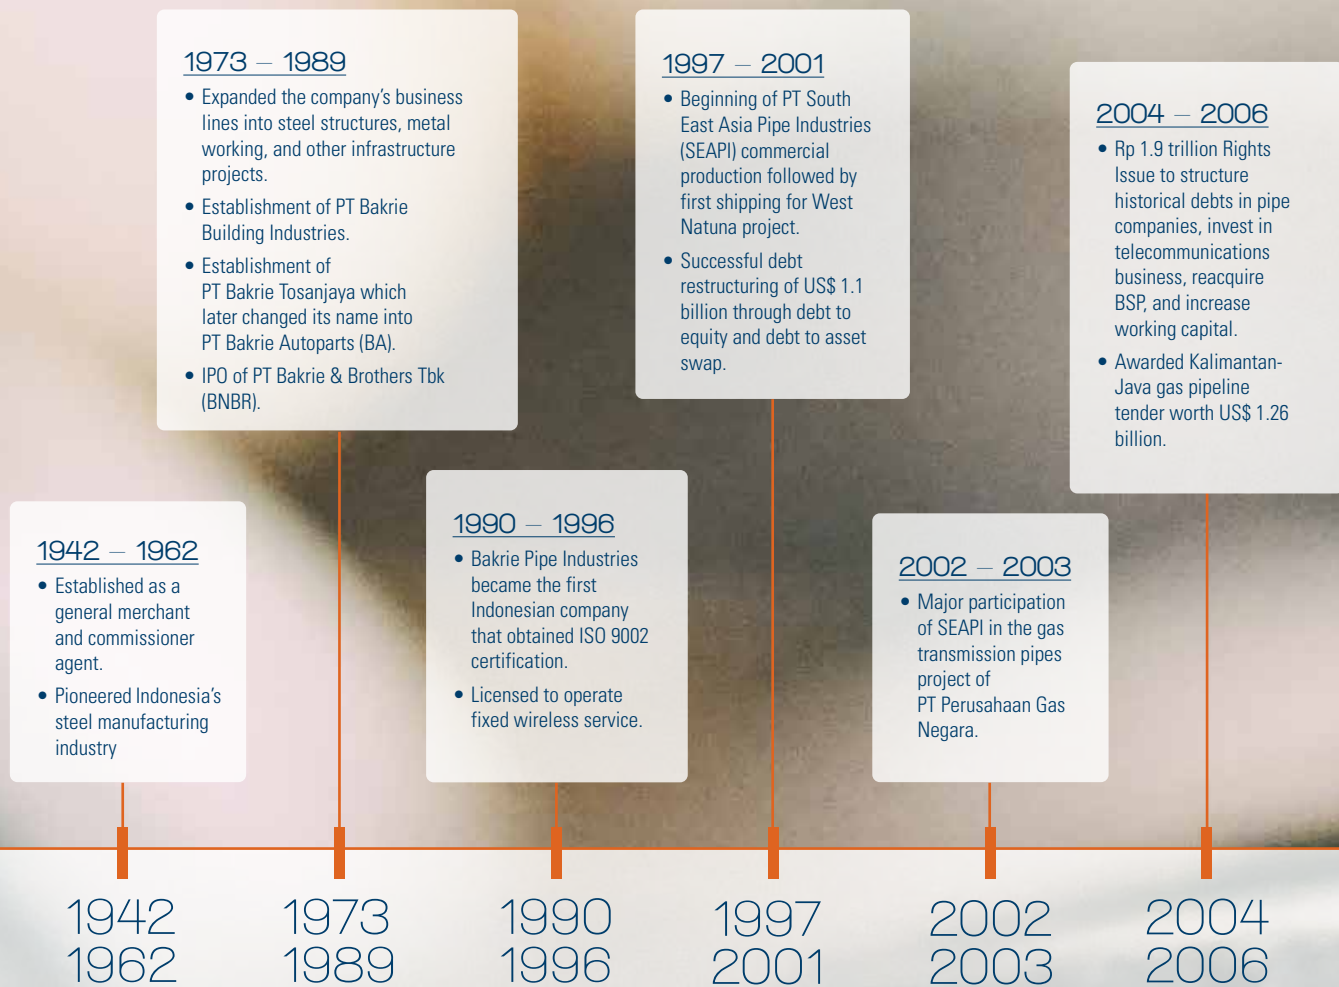 1942 – 1962
• Established as a
general merchant
and commissioner
agent.
• Pioneered Indonesia's
steel manufacturing
industry
1973 – 1989
• Expanded the company's business
lines into steel structures, metal
working, and other infrastructure
projects.
• Establishment of PT Bakrie
Building Industries.
• Establishment of
PT Bakrie Tosanjaya which
later changed its name into
PT Bakrie Autoparts (BA).
• IPO of PT Bakrie & Brothers Tbk
(BNBR).
1990 – 1996
• Bakrie Pipe Industries
became the first
Indonesian company
that obtained ISO 9002
certification.
• Licensed to operate
fixed wireless service.
1997 – 2001
• Beginning of PT South
East Asia Pipe Industries
(SEAPI) commercial
production followed by
first shipping for West
Natuna project.
• Successful debt
restructuring of US$ 1.1
billion through debt to
equity and debt to asset
swap.
2002 – 2003
• Major participation
of SEAPI in the gas
transmission pipes
project of
PT Perusahaan Gas
Negara.
2004 – 2006
• Rp 1.9 trillion Rights
Issue to structure
historical debts in pipe
companies, invest in
telecommunications
business, reacquire
BSP, and increase
working capital.
• Awarded Kalimantan-
Java gas pipeline
tender worth US$ 1.26
billion.
1942
1962
1973
1989
1990
1996
1997
2001
2002
2003
2004
2006